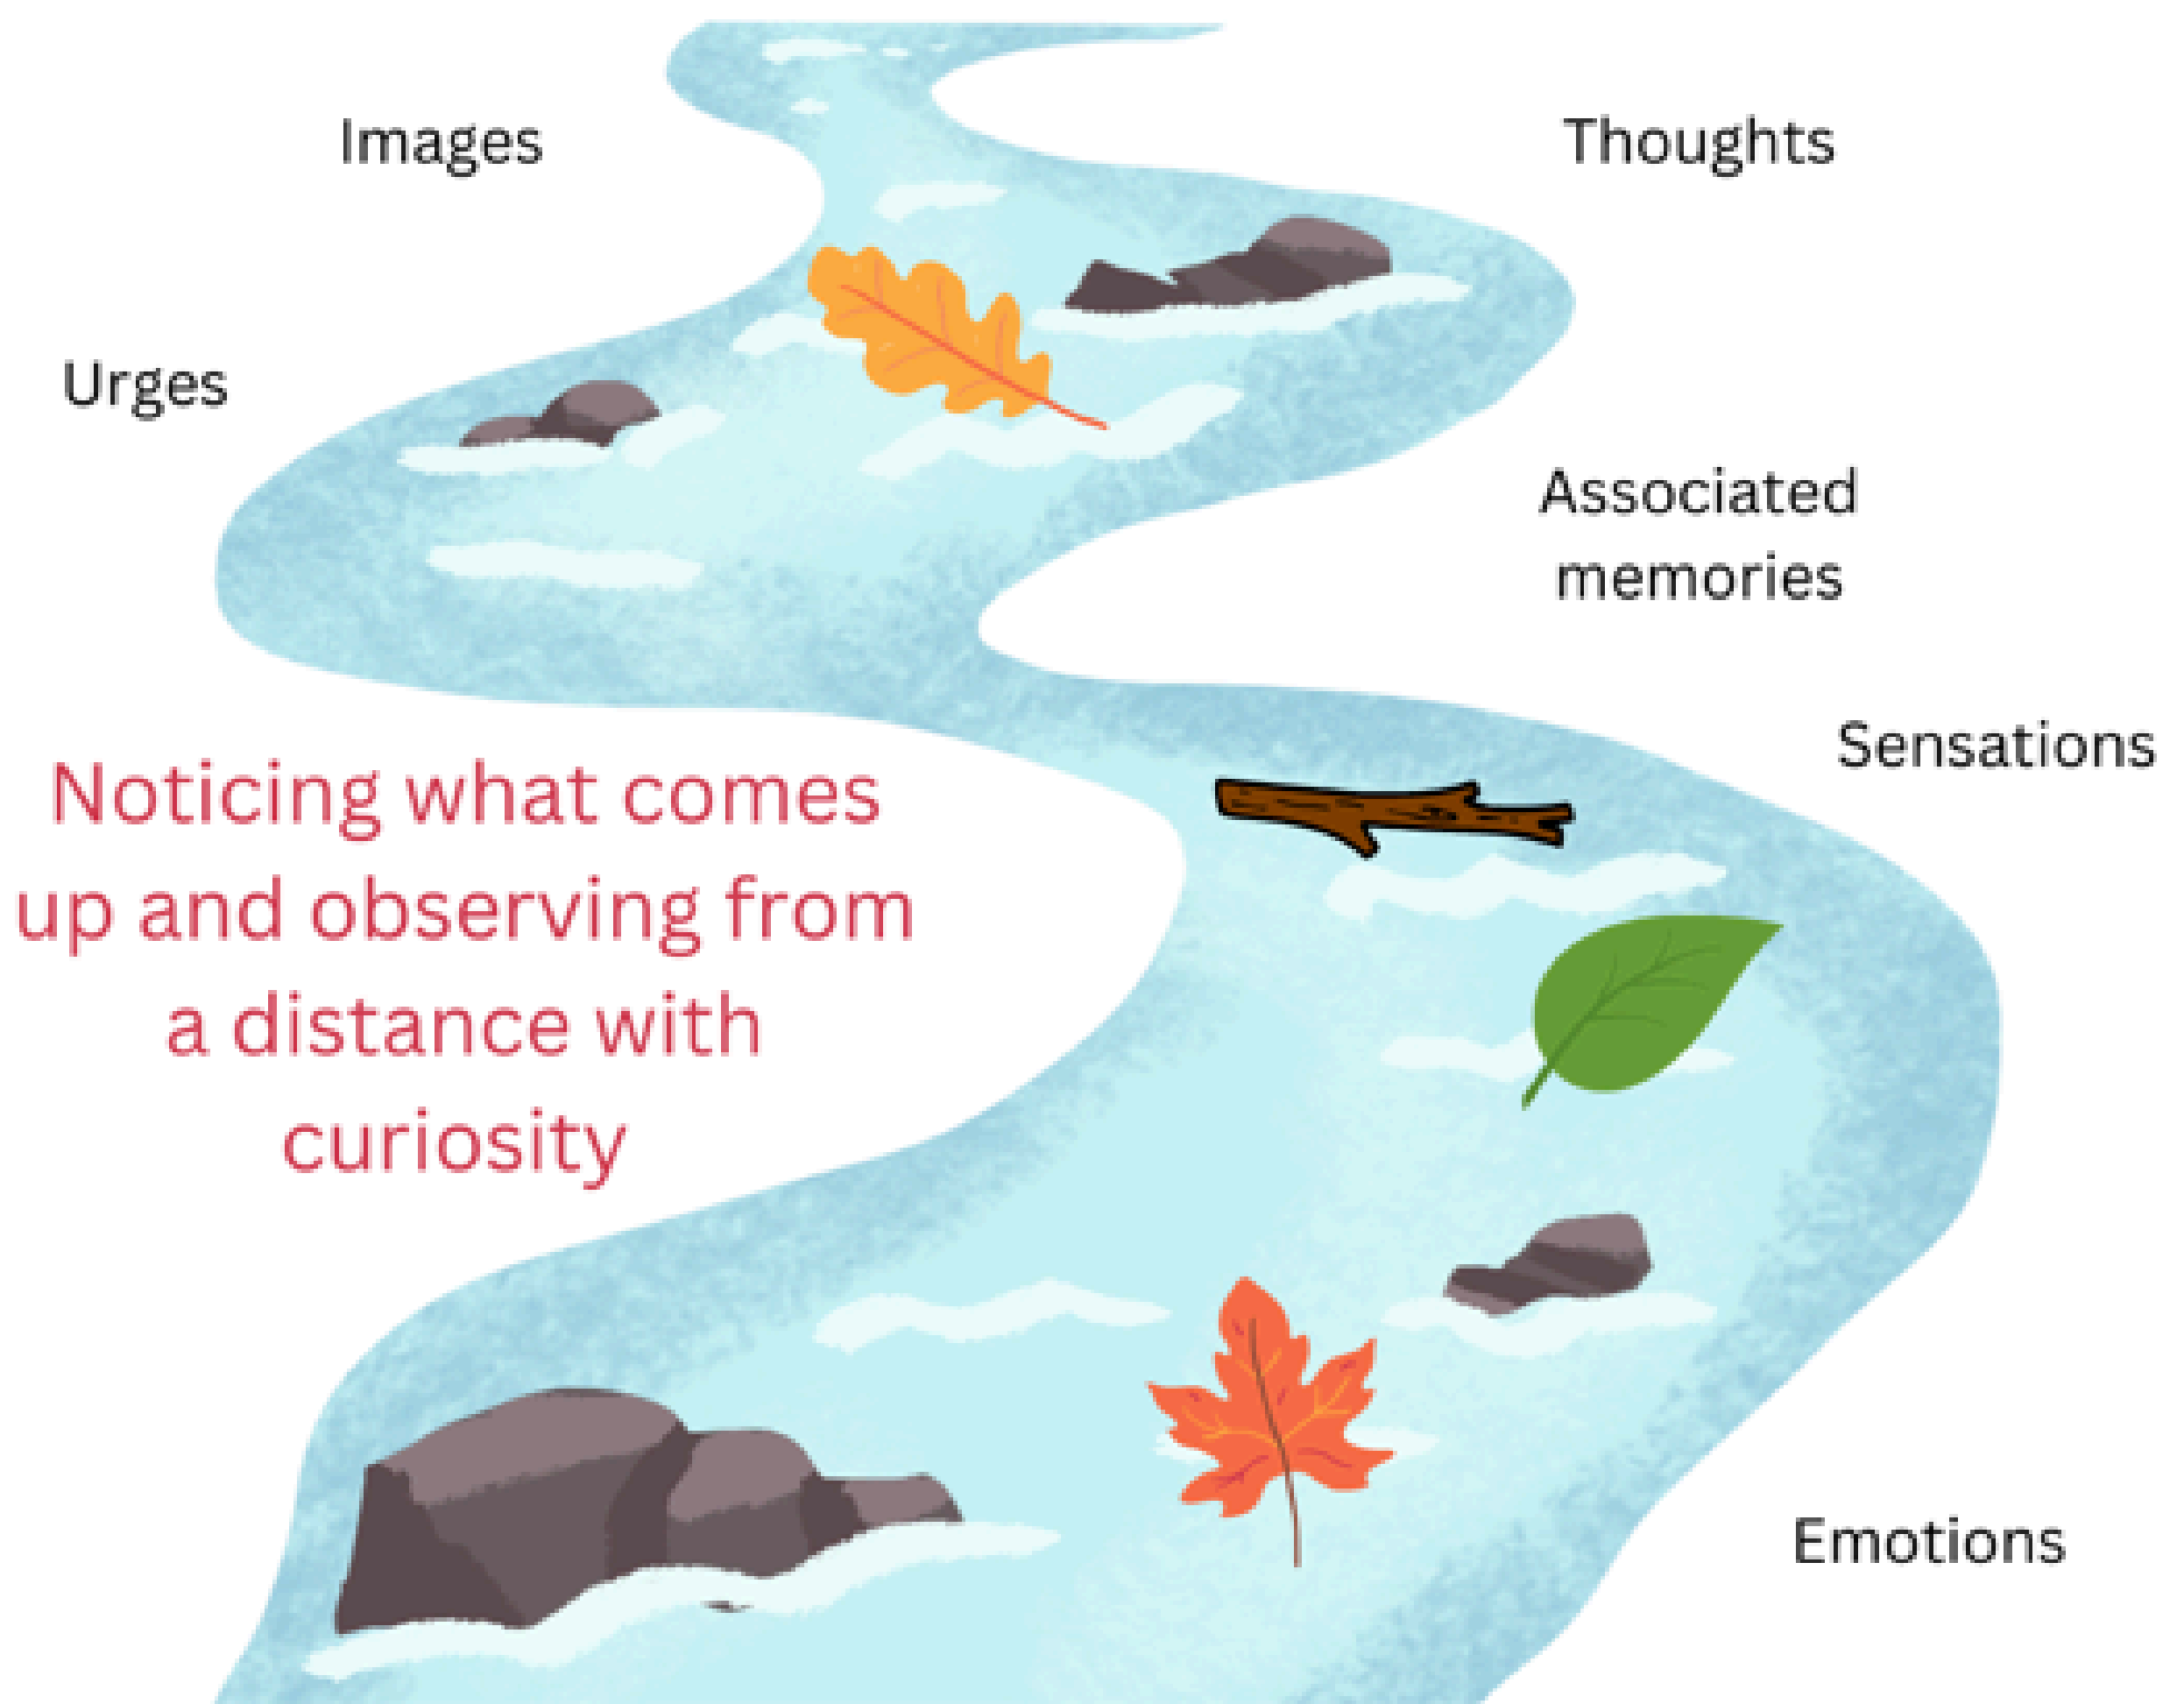 Images
Thoughts
Urges
Associated
memories
Sensations
Noticing what comes
up and observing from
a distance with
curiosity
Emotions